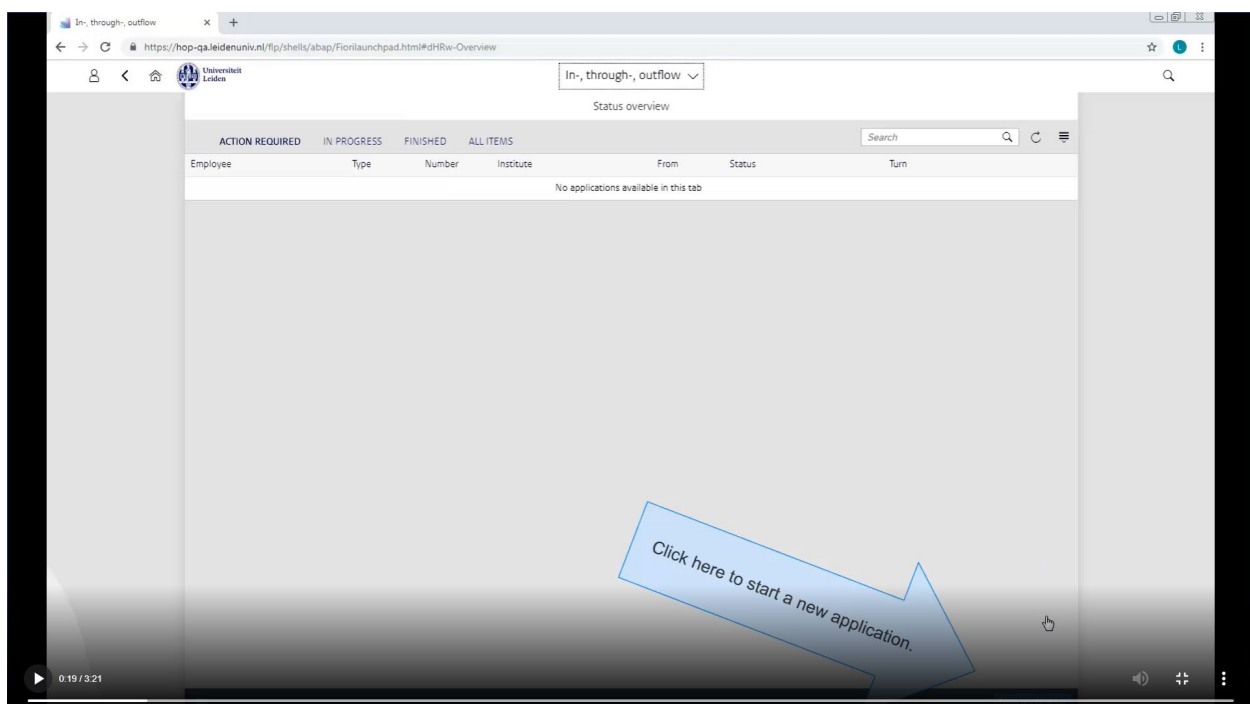 In-, through-, outflow
https://hop-qa.leidenuniv.nl/flp/shells/abap/Fiorilaunchpad.html#dHRw-Overview
L
Universiteit
Leiden
In-, through-, outflow
Status overview
ACTION REQUIRED IN PROGRESS FINISHED ALL ITEMS Search
Employee Type Number Institute From Status Turn
No applications available in this tab
Click here to start a new application.
0:19 / 3:21